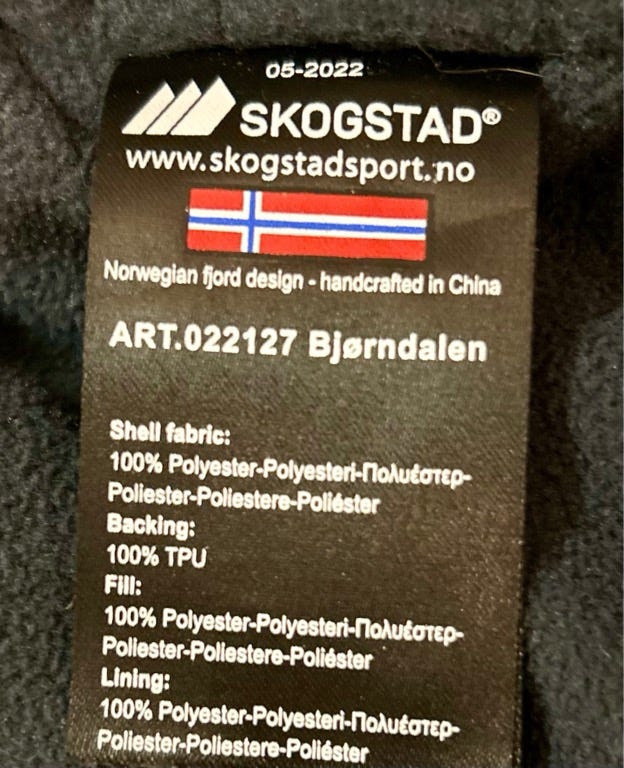 05-2022
SKOGSTAD®
www.skogstadsport.no
Norwegian fjord design - handcrafted in China
ART.022127 Bjørndalen
Shell fabric:
100% Polyester-Polyesteri-Πολυέστερ-
Poliester-Poliestere-Poliéster
Backing:
100% TPU
Fill:
100% Polyester-Polyesteri-Πολυέστερ-
Poliester-Poliestere-Poliéster
Lining:
100% Polyester-Polyesteri-Πολυέστερ-
Poliester-Poliestere-Poliéster